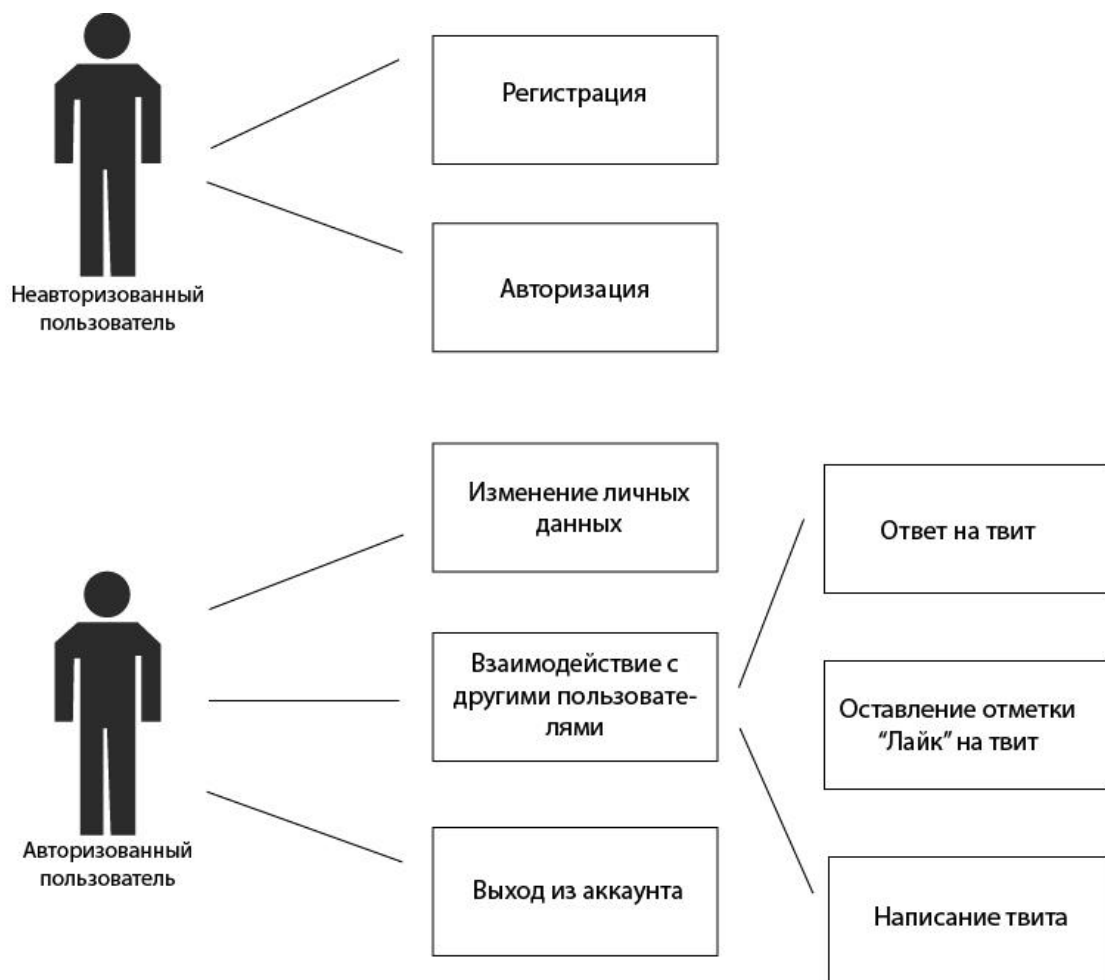 Регистрация
Авторизация
Неавторизованный
пользователь
Изменение личных
данных
Ответ на твит
Взаимодействие с
другими пользовате-
лями
Оставление отметки
“Лайк” на твит
Авторизованный
пользователь
Выход из аккаунта
Написание твита